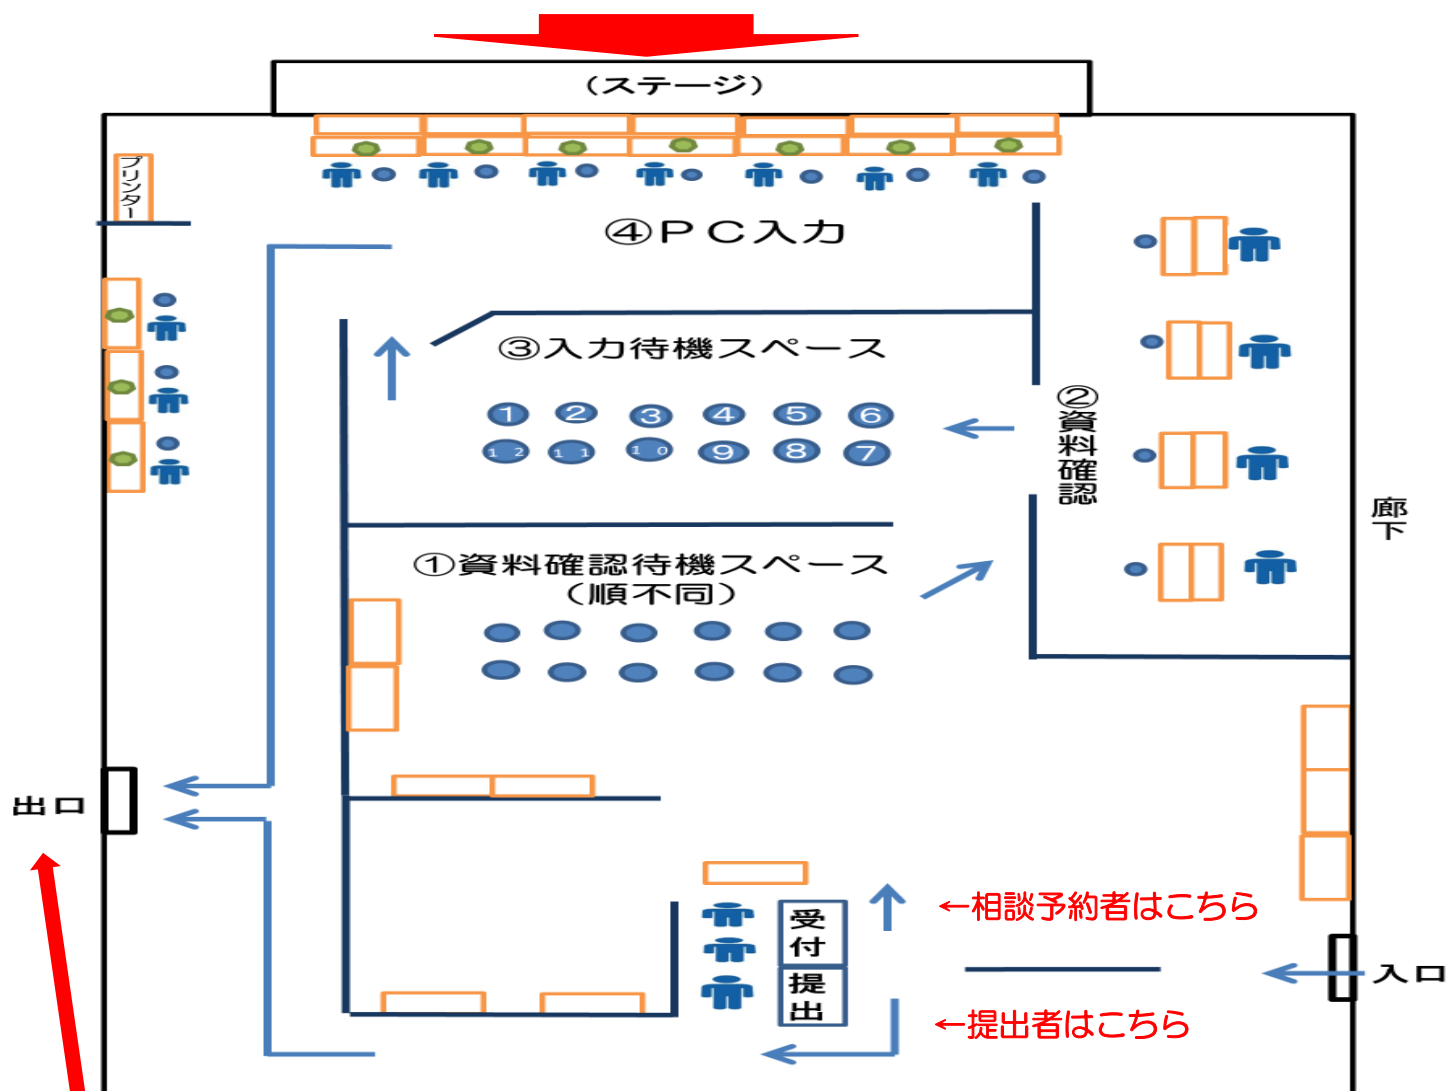 （ステージ）
プリンター
④ＰＣ入力
③入力待機スペース
1 2 3 4 5 6
12 11 10 9 8 7
②資料確認
廊下
①資料確認待機スペース
（順不同）
出口
受付
←相談予約者はこちら
入口
提出
←提出者はこちら